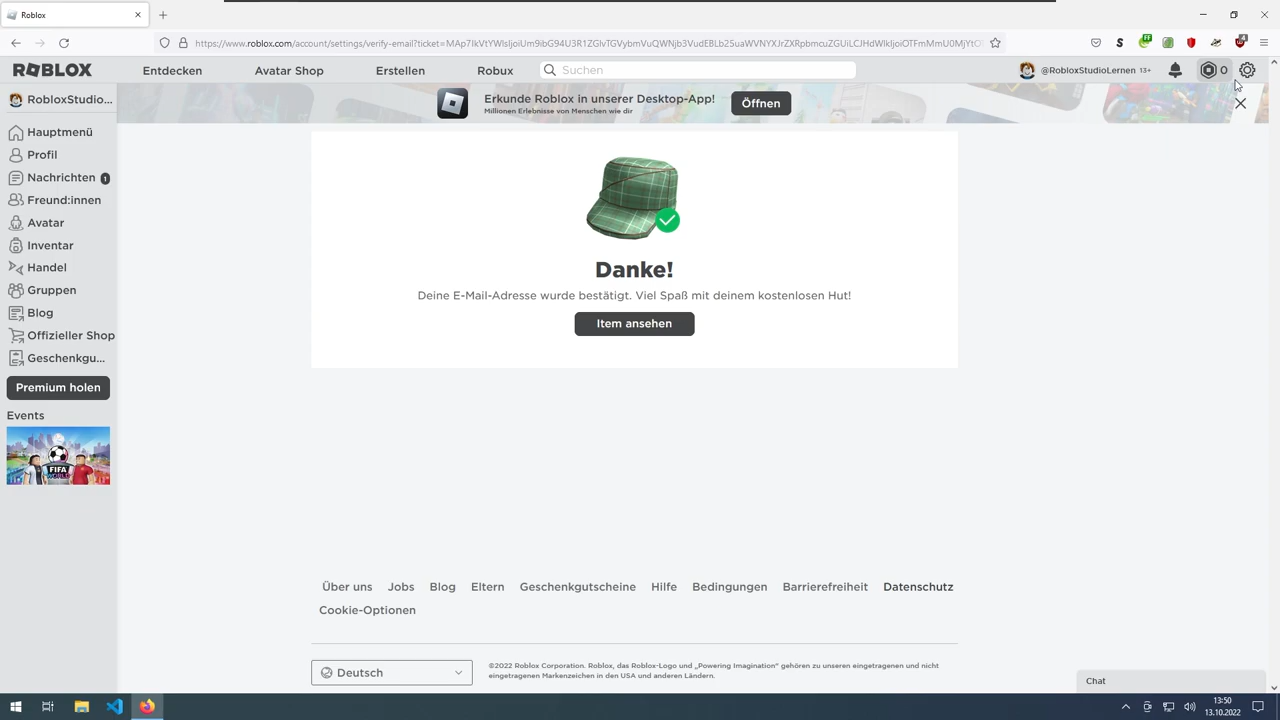 Roblox
https://www.roblox.com/account/settings/verify-email?ticket=
ROBLOX
Entdecken
Avatar Shop
Erstellen
Robux
Suchen
@RobloxStudioLernen 13+
0
RobloxStudio...
Hauptmenü
Profil
Nachrichten 1
Freund:innen
Avatar
Inventar
Handel
Gruppen
Blog
Offizieller Shop
Geschenkgu...
Premium holen
Events
FIFA
WORLD
Erkunde Roblox in unserer Desktop-App!
Millionen Erlebnisse von Menschen wie dir
Öffnen
Danke!
Deine E-Mail-Adresse wurde bestätigt. Viel Spaß mit deinem kostenlosen Hut!
Item ansehen
Über uns Jobs Blog Eltern Geschenkgutscheine Hilfe Bedingungen Barrierefreiheit Datenschutz
Cookie-Optionen
Deutsch
©2022 Roblox Corporation. Roblox, das Roblox-Logo und „Powering Imagination“ gehören zu unseren eingetragenen und nicht
eingetragenen Markenzeichen in den USA und anderen Ländern.
Chat
13:50
13.10.2022